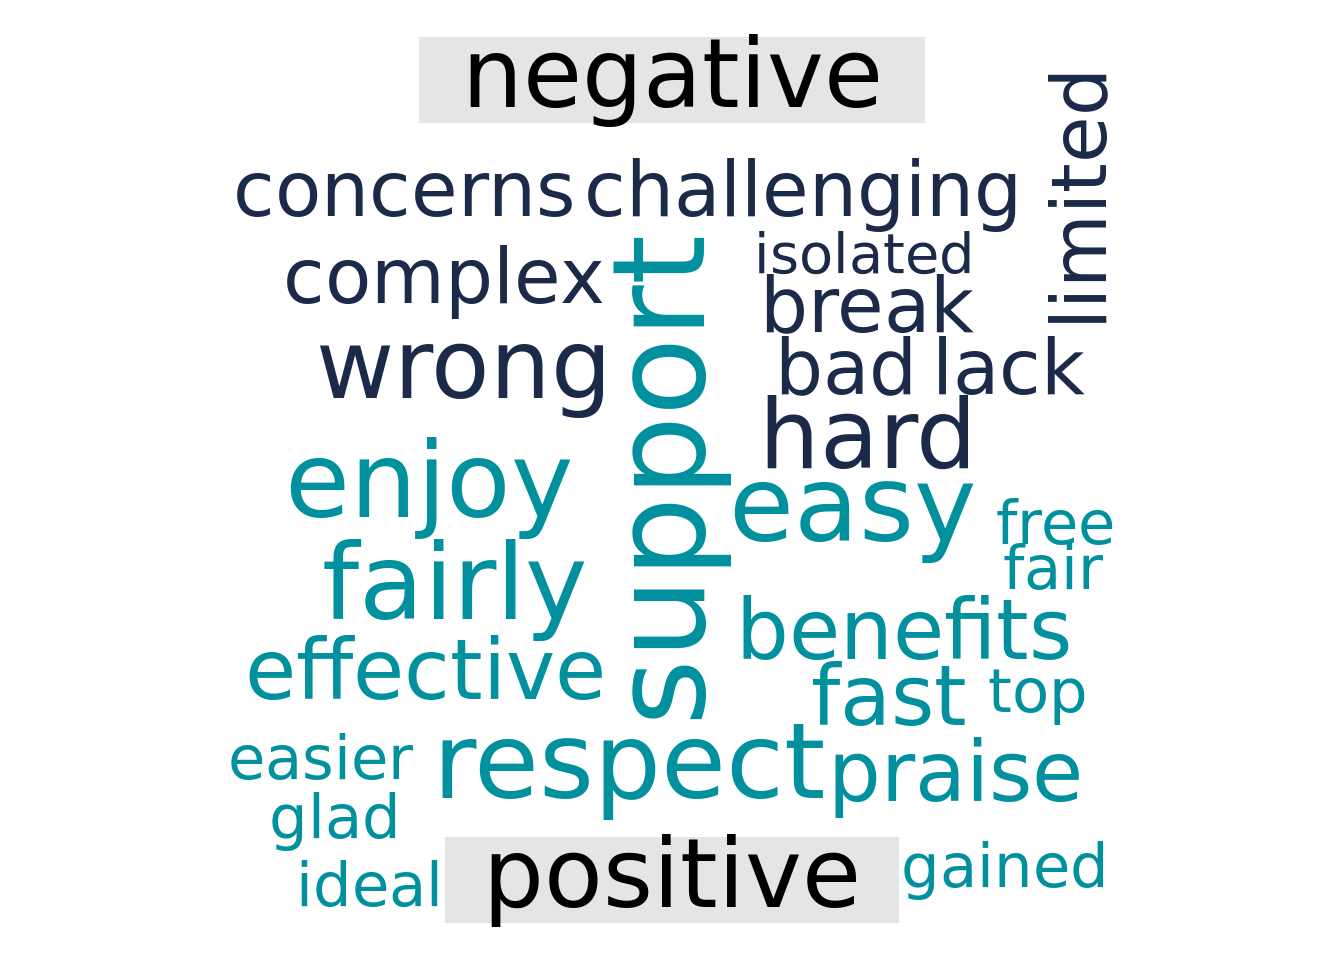 negative
limited
concerns challenging
complex
support
isolated
break
wrong
bad lack
hard
enjoy
easy
free
fairly
fair
benefits
effective
fast top
easier
respect praise
glad
ideal
positive
gained